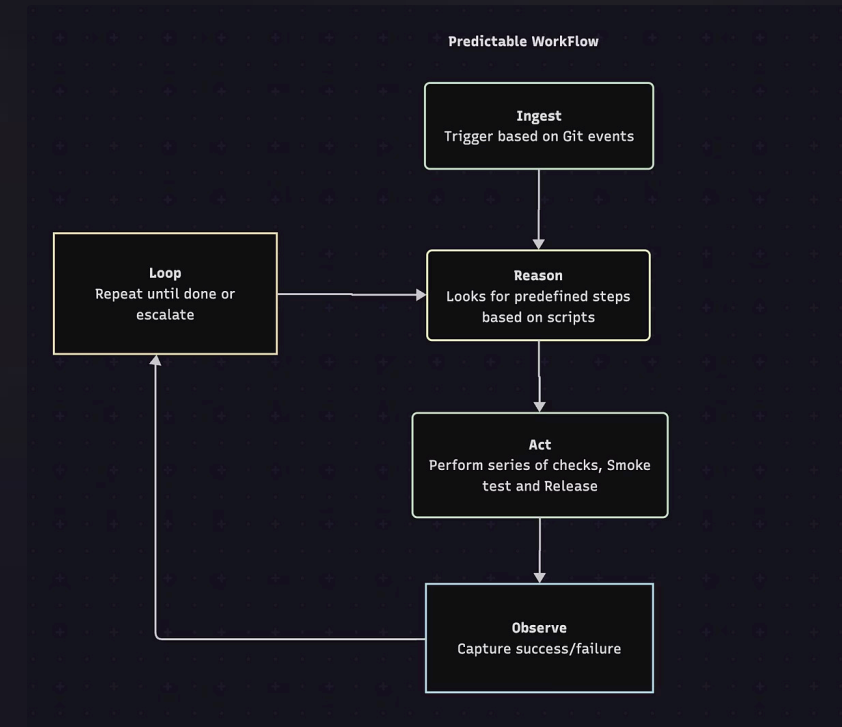 Predictable WorkFlow
Ingest
Trigger based on Git events
Loop
Repeat until done or
escalate
Reason
Looks for predefined steps
based on scripts
Act
Perform series of checks, Smoke
test and Release
Observe
Capture success/failure